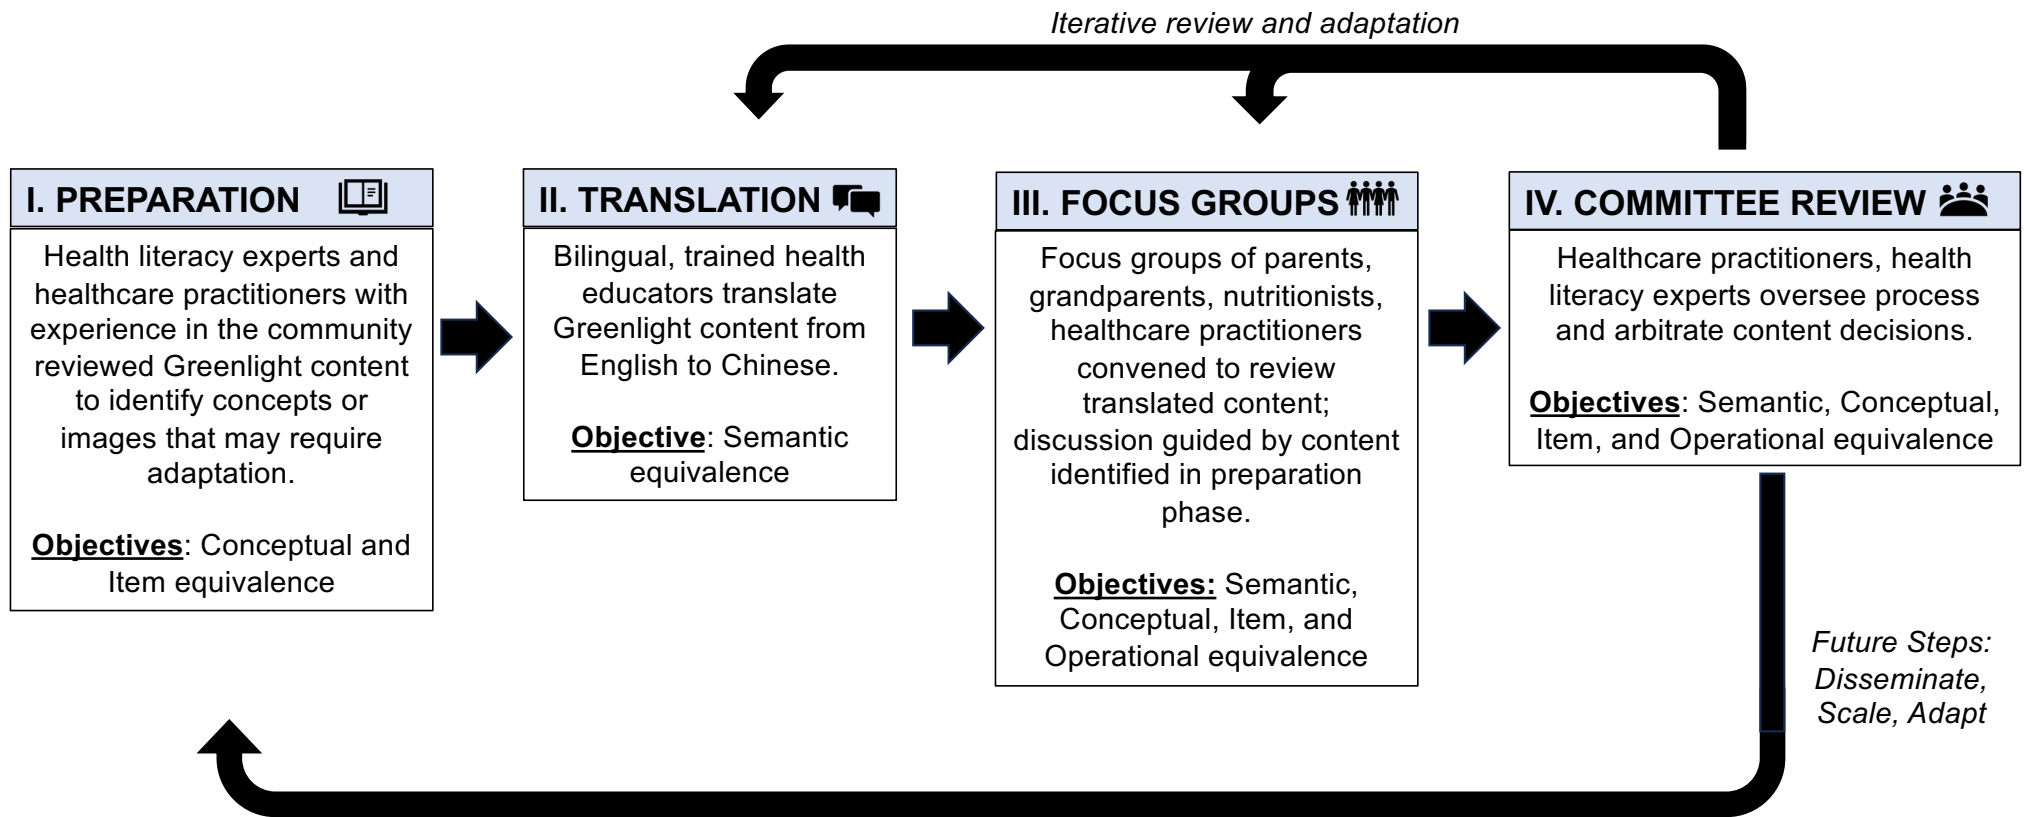 Iterative review and adaptation
I. PREPARATION
Health literacy experts and
healthcare practitioners with
experience in the community
reviewed Greenlight content
to identify concepts or
images that may require
adaptation.
Objectives: Conceptual and
Item equivalence
II. TRANSLATION
Bilingual, trained health
educators translate
Greenlight content from
English to Chinese.
Objective: Semantic
equivalence
III. FOCUS GROUPS
Focus groups of parents,
grandparents, nutritionists,
healthcare practitioners
convened to review
translated content;
discussion guided by content
identified in preparation
phase.
Objectives: Semantic,
Conceptual, Item, and
Operational equivalence
IV. COMMITTEE REVIEW
Healthcare practitioners, health
literacy experts oversee process
and arbitrate content decisions.
Objectives: Semantic, Conceptual,
Item, and Operational equivalence
Future Steps:
Disseminate,
Scale, Adapt